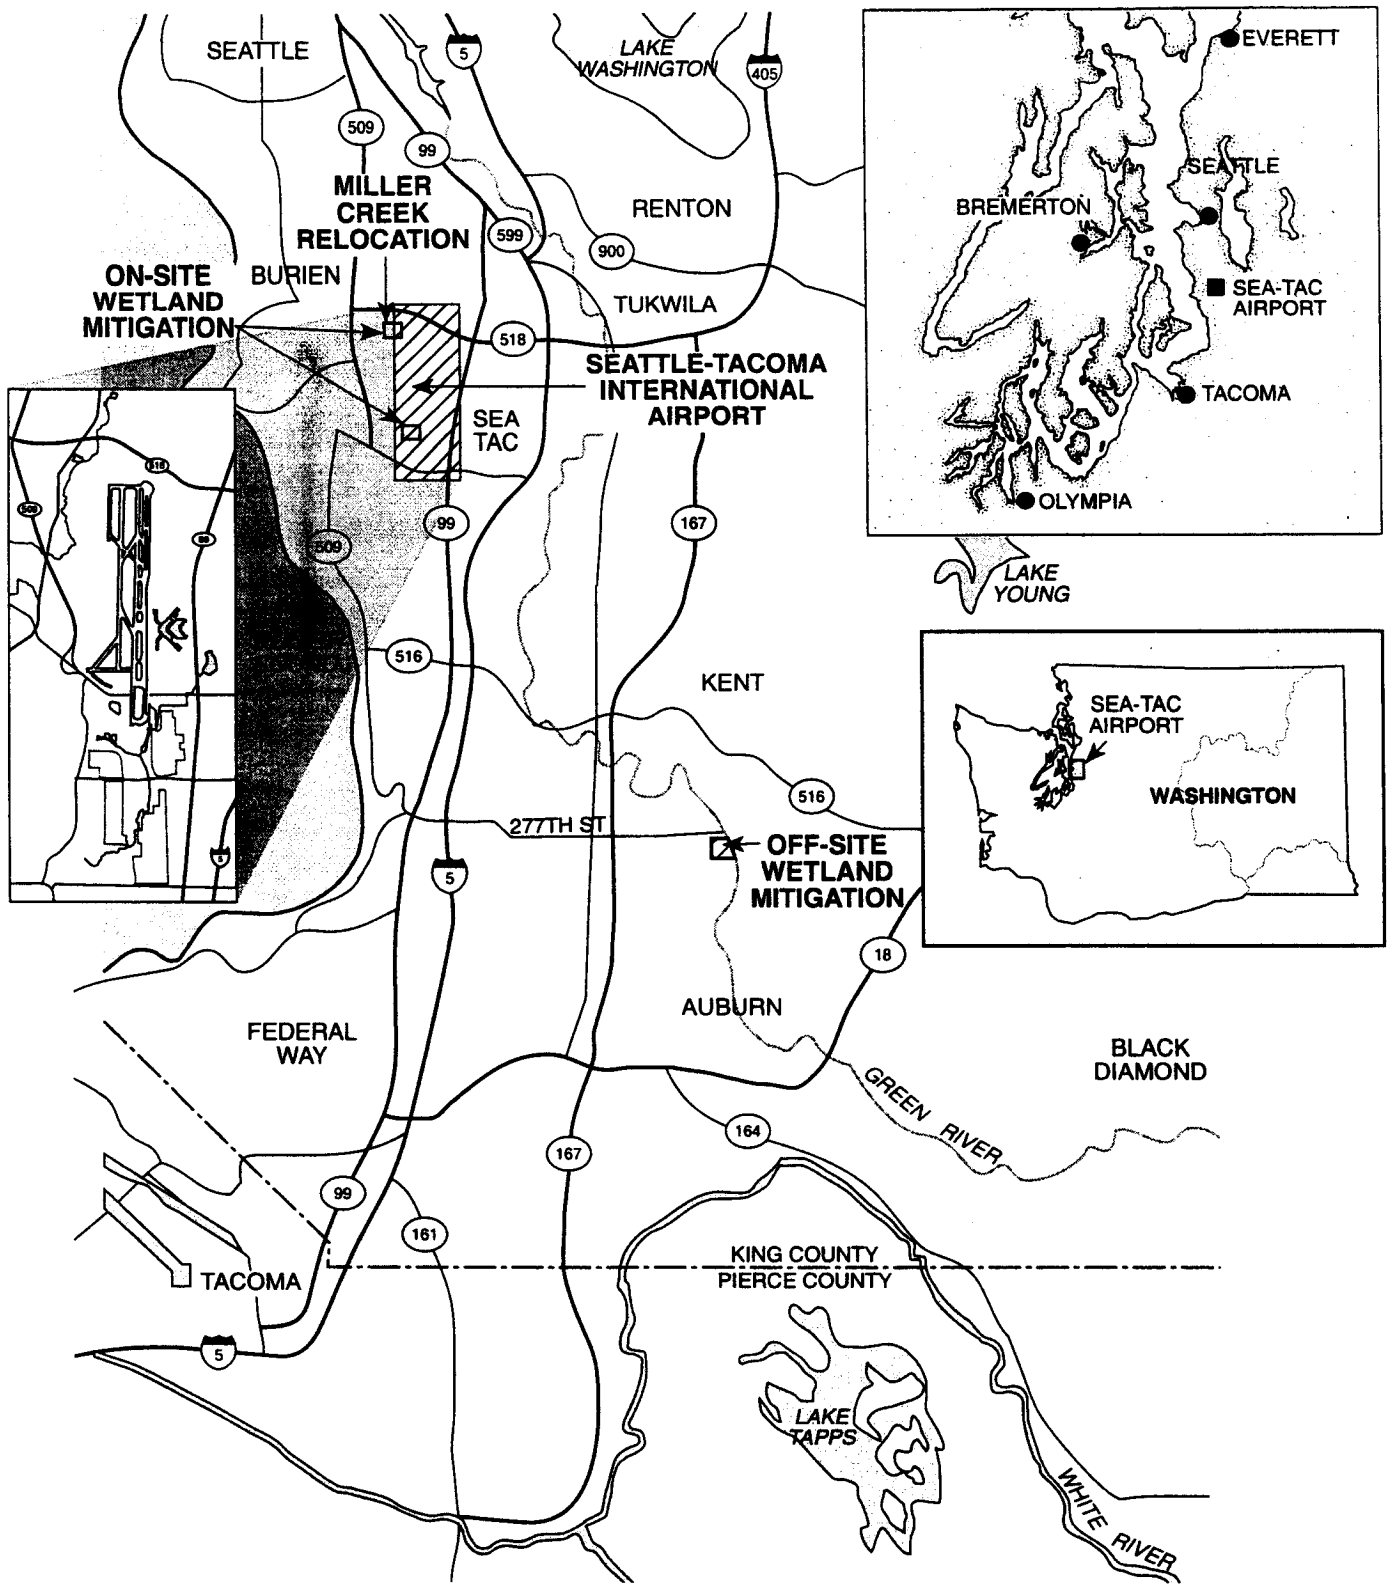 SEATTLE
5
LAKE
WASHINGTON
405
EVERETT
509
99
SEATTLE
MILLER
CREEK
RELOCATION
RENTON
BREMERTON
599
900
ON-SITE
WETLAND
MITIGATION
BURIEN
TUKWILA
SEA-TAC
AIRPORT
518
SEATTLE-TACOMA
INTERNATIONAL
AIRPORT
TACOMA
SEA
TAC
OLYMPIA
518
509
99
99
167
509
LAKE
YOUNG
516
KENT
SEA-TAC
AIRPORT
WASHINGTON
516
277TH ST
OFF-SITE
WETLAND
MITIGATION
5
5
18
AUBURN
FEDERAL
WAY
BLACK
DIAMOND
GREEN RIVER
164
167
99
161
KING COUNTY
PIERCE COUNTY
TACOMA
5
LAKE
TAPPS
WHITE RIVER